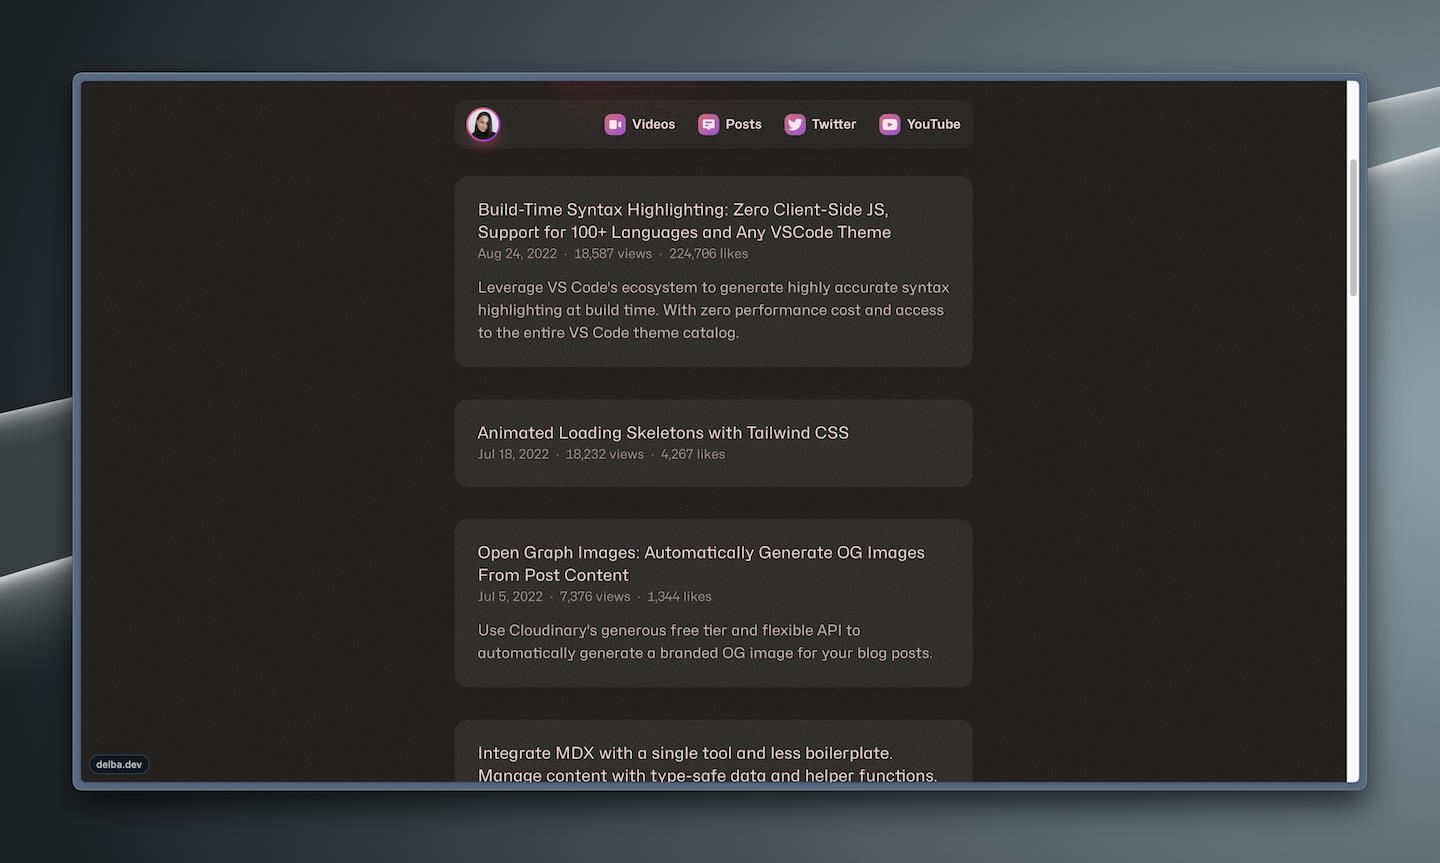 Videos Posts Twitter YouTube
Build-Time Syntax Highlighting: Zero Client-Side JS,
Support for 100+ Languages and Any VSCode Theme
Aug 24, 2022 · 18,587 views · 224,706 likes
Leverage VS Code's ecosystem to generate highly accurate syntax
highlighting at build time. With zero performance cost and access
to the entire VS Code theme catalog.
Animated Loading Skeletons with Tailwind CSS
Jul 18, 2022 · 18,232 views · 4,267 likes
Open Graph Images: Automatically Generate OG Images
From Post Content
Jul 5, 2022 · 7,376 views · 1,344 likes
Use Cloudinary's generous free tier and flexible API to
automatically generate a branded OG image for your blog posts.
Integrate MDX with a single tool and less boilerplate.
Manage content with type-safe data and helper functions.
delba.dev